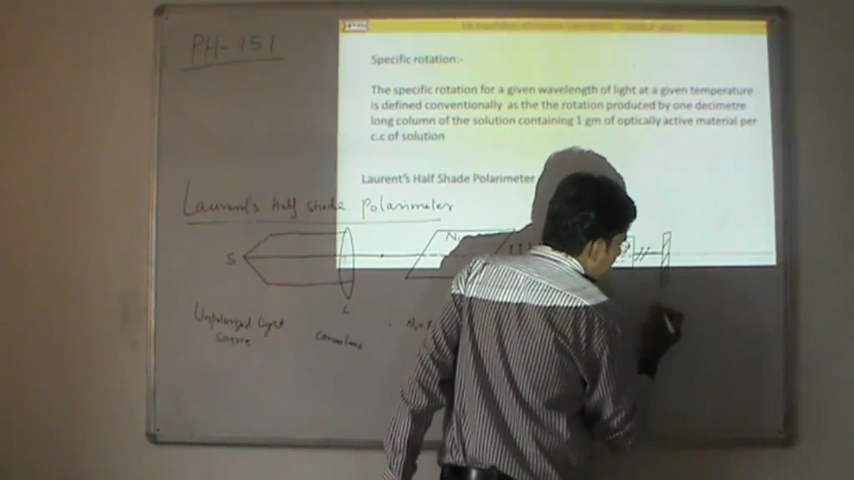 PH-151
Specific rotation:-
The specific rotation for a given wavelength of light at a given temperature
is defined conventionally as the the rotation produced by one decimetre
long column of the solution containing 1 gm of optically active material per
c.c of solution
Laurent's Half Shade Polarimeter
Laurent's half shade Polarimeter
S
N₁
L
Unpolarized light
Source
Convex lens